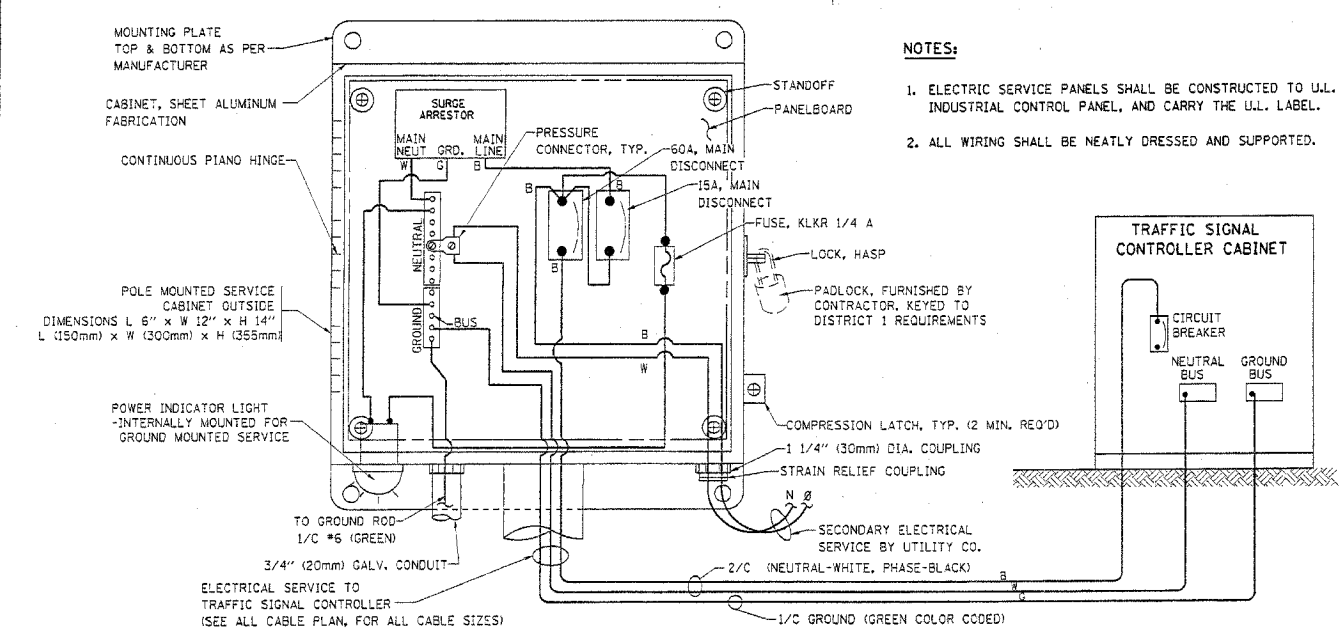 MOUNTING PLATE
TOP & BOTTOM AS PER
MANUFACTURER
CABINET, SHEET ALUMINUM
FABRICATION
CONTINUOUS PIANO HINGE
POLE MOUNTED SERVICE
CABINET OUTSIDE
DIMENSIONS L 6" x W 12" x H 14"
L (150mm) x W (300mm) x H (355mm)
POWER INDICATOR LIGHT
-INTERNALLY MOUNTED FOR
GROUND MOUNTED SERVICE
TO GROUND ROD
1/C #6 (GREEN)
3/4" (20mm) GALV. CONDUIT
ELECTRICAL SERVICE TO
TRAFFIC SIGNAL CONTROLLER
(SEE ALL CABLE PLAN, FOR ALL CABLE SIZES)
SURGE
ARRESTOR
MAIN NEUT
GRD.
MAIN LINE
W
G
B
NEUTRAL
GROUND
BUS
PRESSURE
CONNECTOR, TYP.
B
B
B
B
W
STANDOFF
PANELBOARD
60A, MAIN
DISCONNECT
15A, MAIN
DISCONNECT
FUSE, KLKR 1/4 A
LOCK, HASP
PADLOCK, FURNISHED BY
CONTRACTOR, KEYED TO
DISTRICT 1 REQUIREMENTS
COMPRESSION LATCH, TYP. (2 MIN. REQ'D)
1 1/4" (30mm) DIA. COUPLING
STRAIN RELIEF COUPLING
N Ø
SECONDARY ELECTRICAL
SERVICE BY UTILITY CO.
2/C (NEUTRAL-WHITE, PHASE-BLACK)
B
W
G
1/C GROUND (GREEN COLOR CODED)
NOTES:
1. ELECTRIC SERVICE PANELS SHALL BE CONSTRUCTED TO U.L.
INDUSTRIAL CONTROL PANEL, AND CARRY THE U.L. LABEL.
2. ALL WIRING SHALL BE NEATLY DRESSED AND SUPPORTED.
TRAFFIC SIGNAL
CONTROLLER CABINET
CIRCUIT
BREAKER
NEUTRAL
BUS
GROUND
BUS